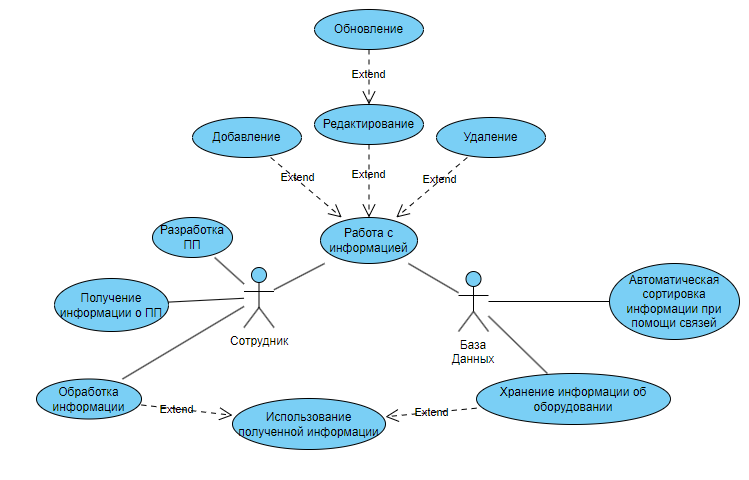 Обновление
Extend
Добавление
Редактирование
Удаление
Extend
Extend
Extend
Разработка
ПП
Работа с
информацией
Получение
информации о ПП
Сотрудник
База
Данных
Автоматическая
сортировка
информации при
помощи связей
Обработка
информации
Extend
Использование
полученной информации
Extend
Хранение информации об
оборудовании